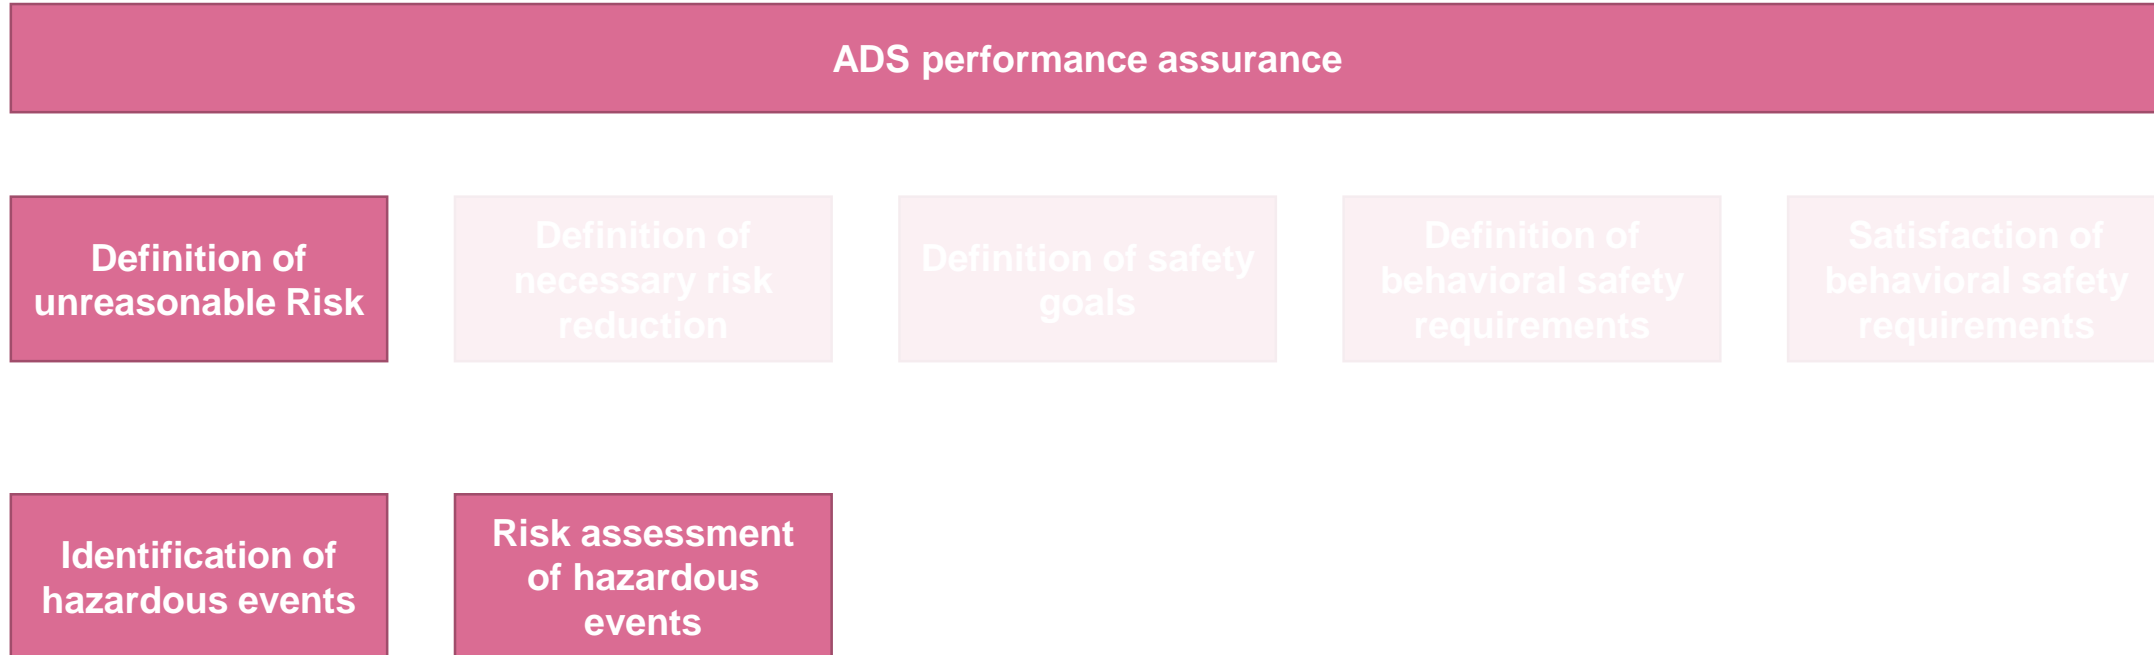 ADS performance assurance
Definition of
unreasonable Risk
Definition of
necessary risk
reduction
Definition of safety
goals
Definition of
behavioral safety
requirements
Satisfaction of
behavioral safety
requirements
Identification of
hazardous events
Risk assessment
of hazardous
events